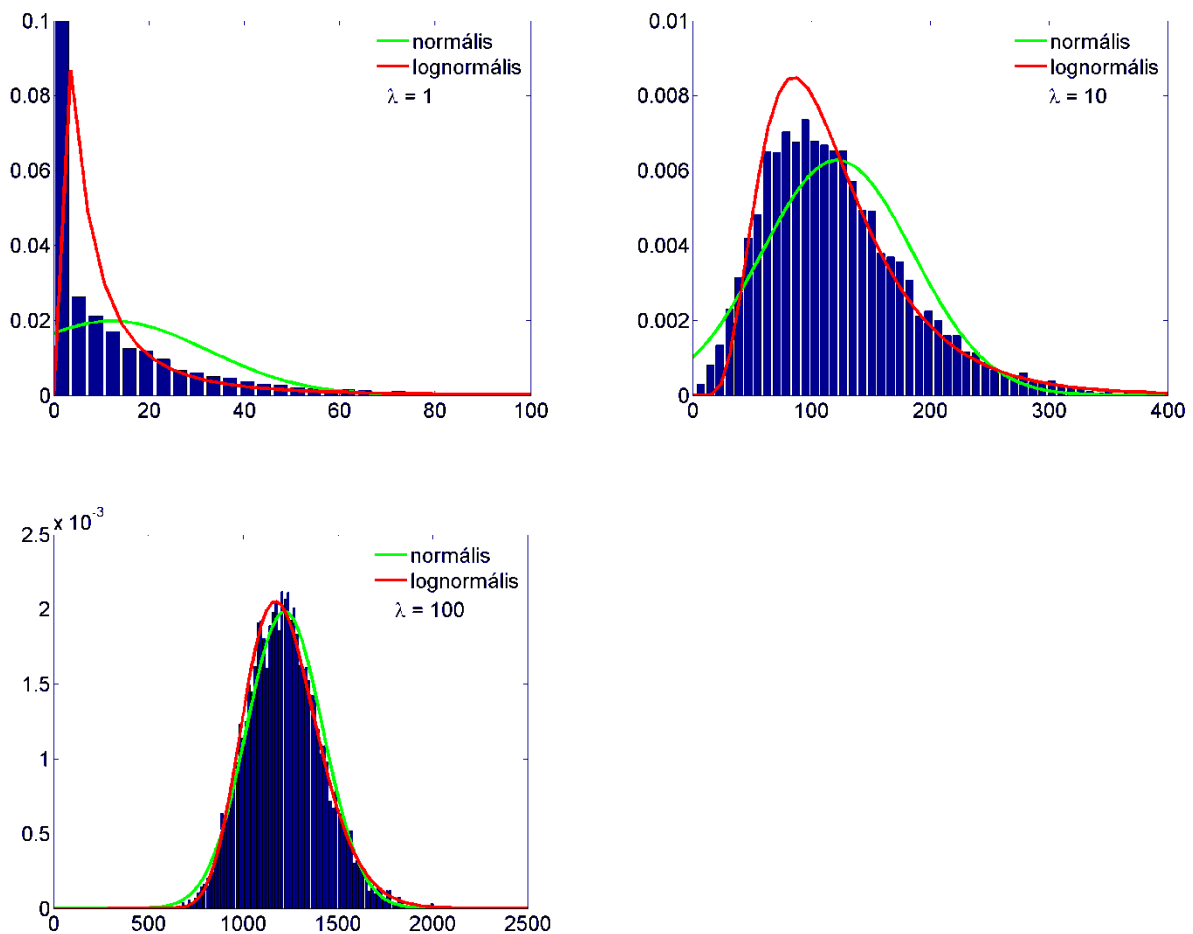 0.1
0.08
0.06
0.04
0.02
0
0 20 40 60 80 100
normális
lognormális
λ = 1
0.01
0.008
0.006
0.004
0.002
0
0 100 200 300 400
normális
lognormális
λ = 10
x 10⁻³
2.5
2
1.5
1
0.5
0
0 500 1000 1500 2000 2500
normális
lognormális
λ = 100